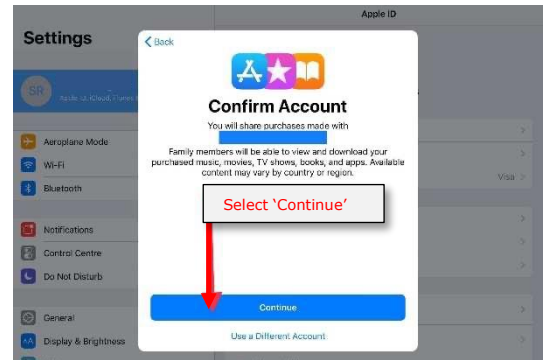 Apple ID
Settings
Back
SR
Confirm Account
You will share purchases made with
Family members will be able to view and download your
purchased music, movies, TV shows, books, and apps. Available
content may vary by country or region.
Select ‘Continue’
Continue
Use a Different Account
Aeroplane Mode
Wi-Fi
Bluetooth
Notifications
Control Centre
Do Not Disturb
General
Display & Brightness
Visa